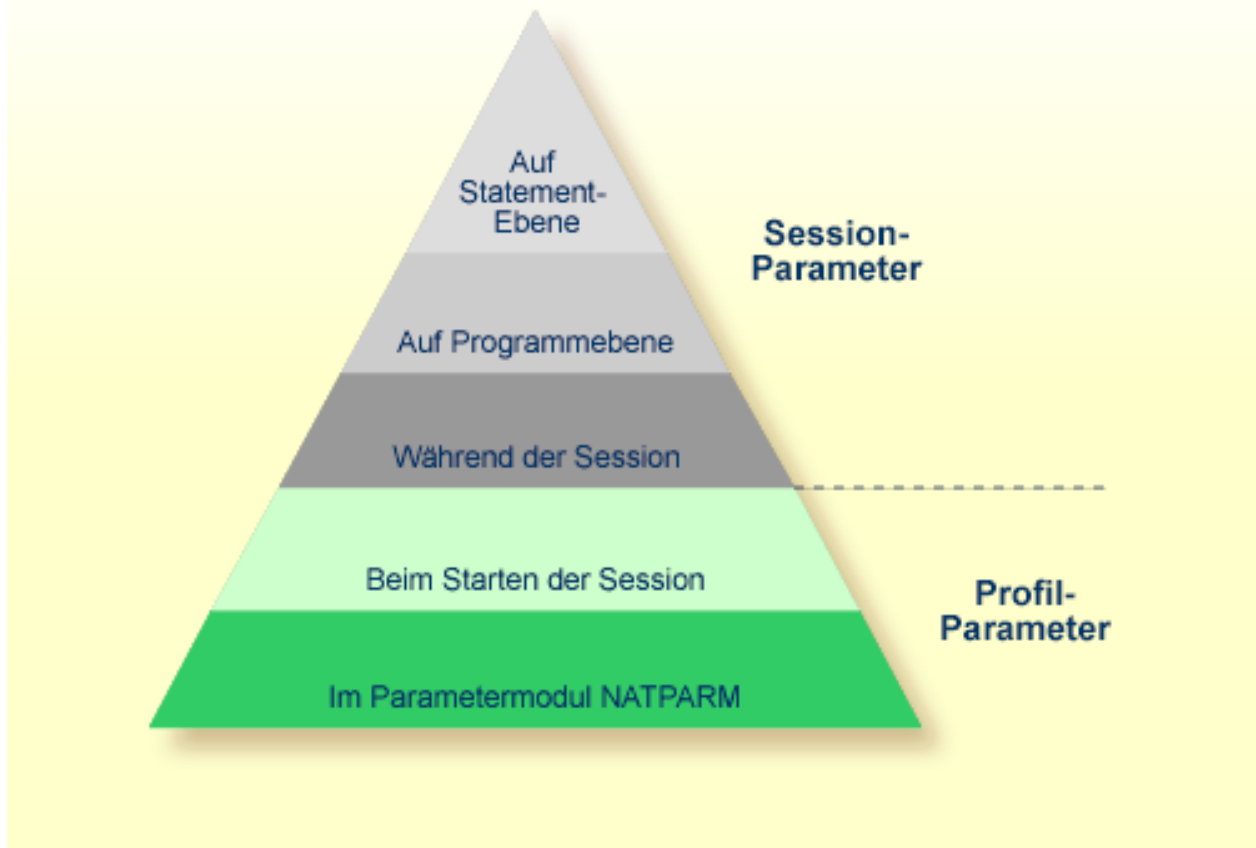 Auf
Statement-
Ebene
Session-
Parameter
Auf Programmebene
Während der Session
Beim Starten der Session
Profil-
Parameter
Im Parametermodul NATPARM